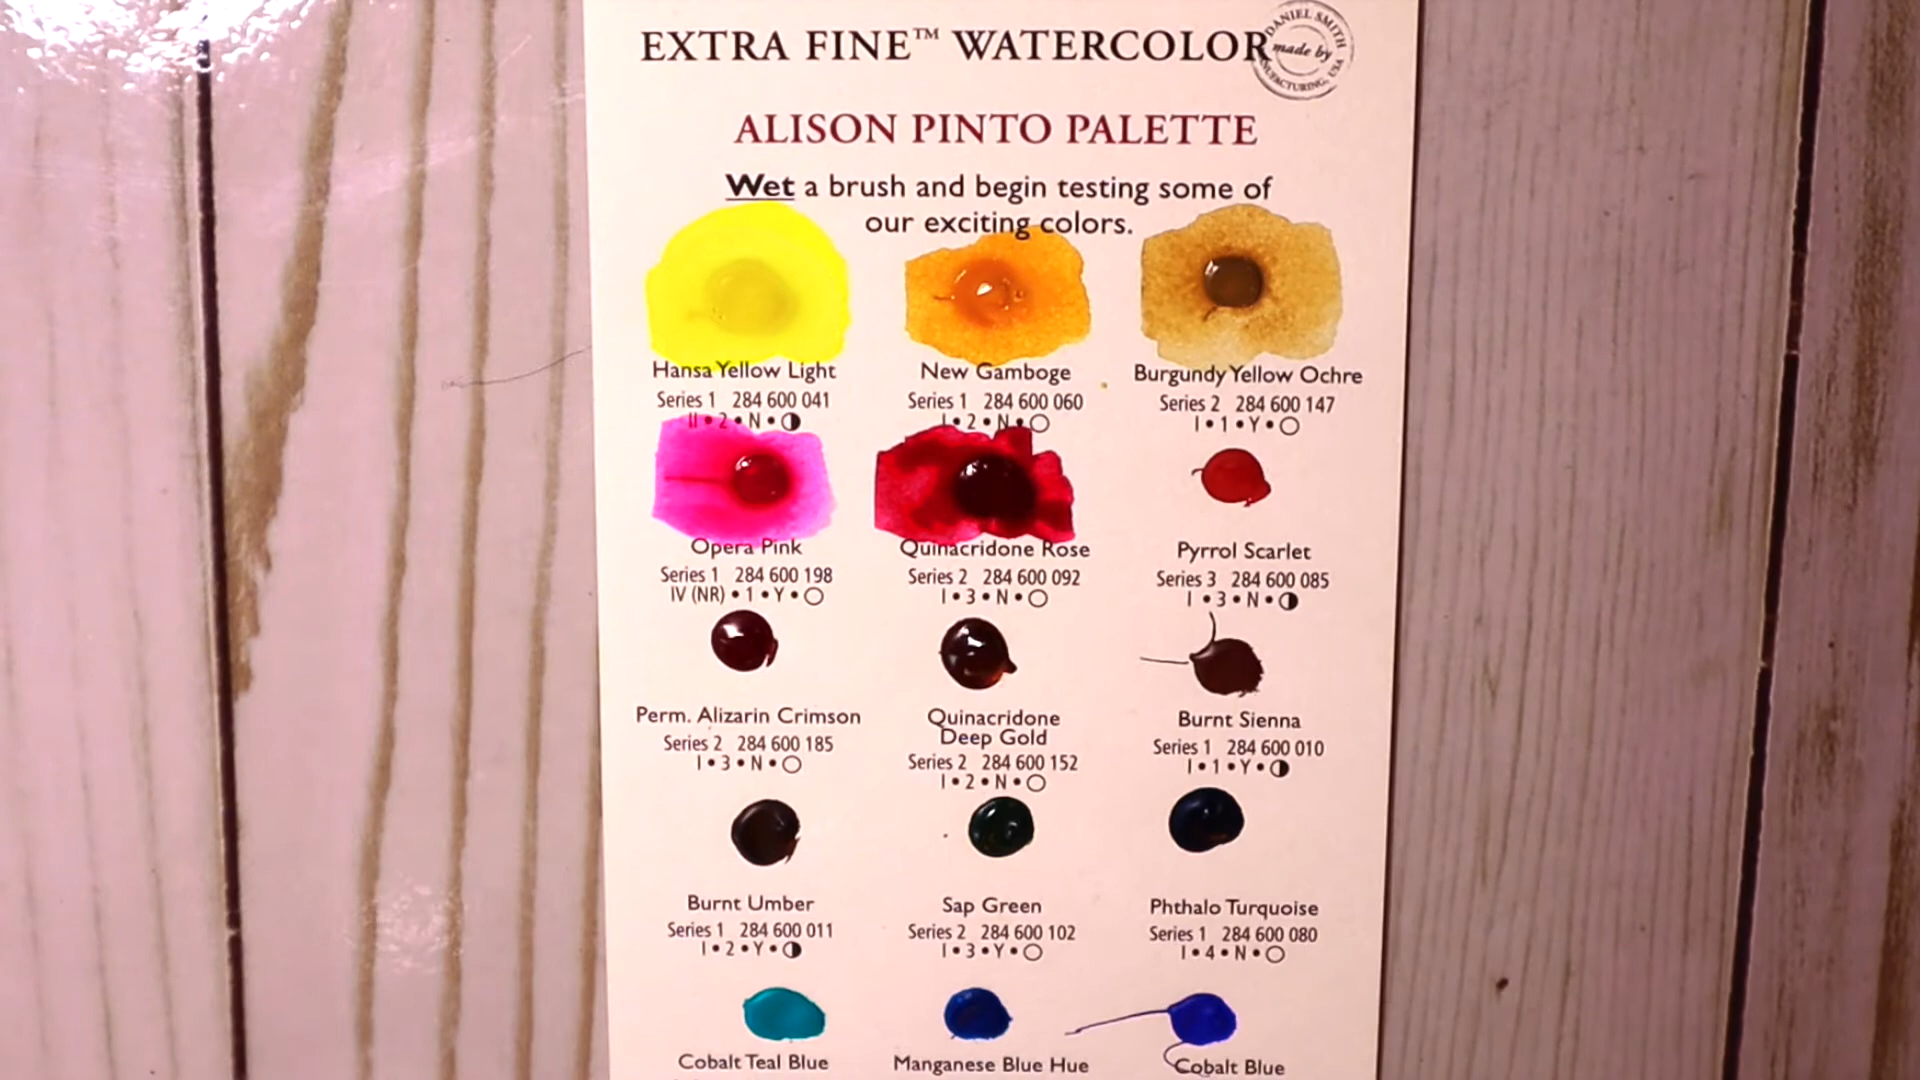 EXTRA FINE™ WATERCOLOR
DANIEL SMITH
made by
MANUFACTURING, USA
ALISON PINTO PALETTE
Wet a brush and begin testing some of
our exciting colors.
Hansa Yellow Light
Series 1 284 600 041
II • 2 • N • ◑
New Gamboge
Series 1 284 600 060
I • 2 • N • ○
Burgundy Yellow Ochre
Series 2 284 600 147
I • 1 • Y • ○
Opera Pink
Series 1 284 600 198
IV (NR) • 1 • Y • ○
Quinacridone Rose
Series 2 284 600 092
I • 3 • N • ○
Pyrrol Scarlet
Series 3 284 600 085
I • 3 • N • ◑
Perm. Alizarin Crimson
Series 2 284 600 185
I • 3 • N • ○
Quinacridone
Deep Gold
Series 2 284 600 152
I • 2 • N • ○
Burnt Sienna
Series 1 284 600 010
I • 1 • Y • ◑
Burnt Umber
Series 1 284 600 011
I • 2 • Y • ◑
Sap Green
Series 2 284 600 102
I • 3 • Y • ○
Phthalo Turquoise
Series 1 284 600 080
I • 4 • N • ○
Cobalt Teal Blue
Manganese Blue Hue
Cobalt Blue